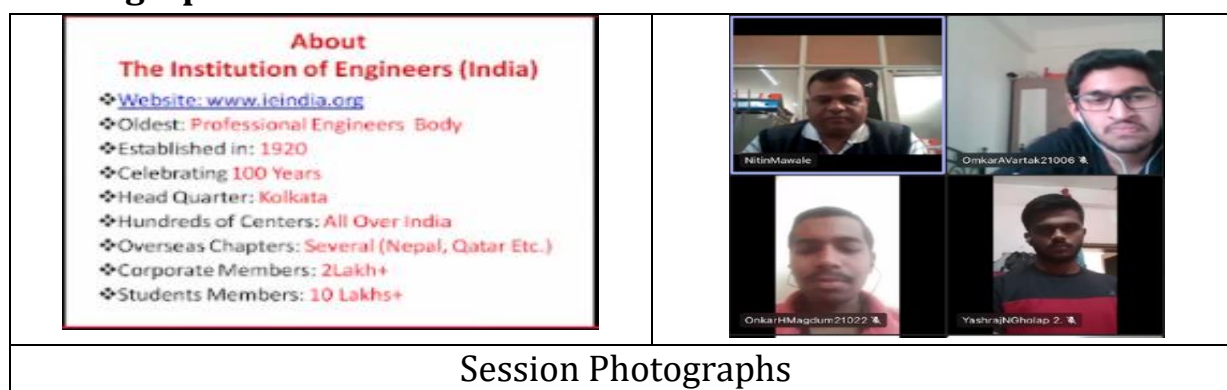 About
The Institution of Engineers (India)
❖Website: www.ieindia.org
❖Oldest: Professional Engineers Body
❖Established in: 1920
❖Celebrating 100 Years
❖Head Quarter: Kolkata
❖Hundreds of Centers: All Over India
❖Overseas Chapters: Several (Nepal, Qatar Etc.)
❖Corporate Members: 2Lakh+
❖Students Members: 10 Lakhs+
NitinMawale
OmkarAVartak21006
OnkarHMagdum21022
YashrajNGholap 2.
Session Photographs